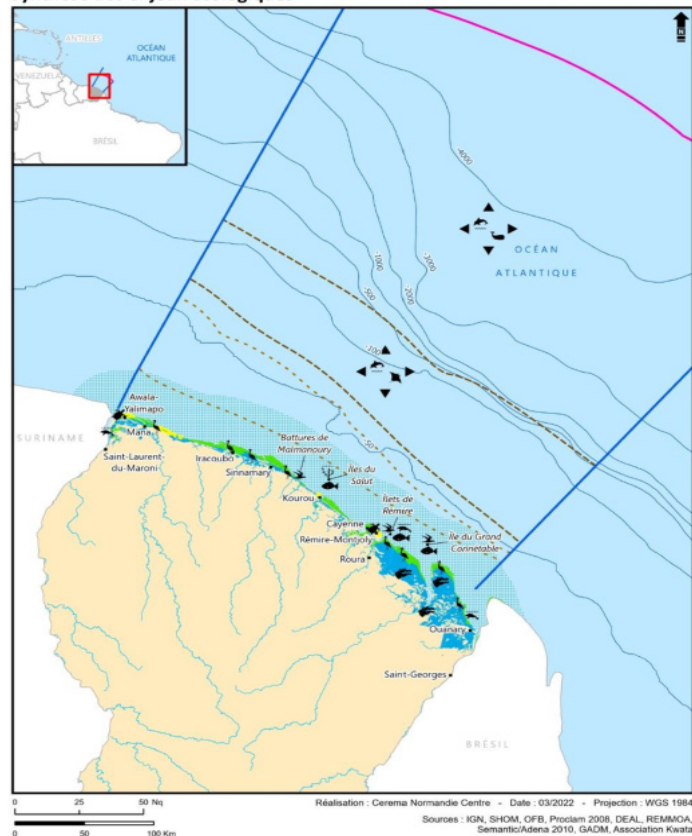 ANTILLES
OCÉAN
ATLANTIQUE
VENEZUELA
BRÉSIL
N
-4000
-3000
-2000
-1000
-500
-100
-50
OCÉAN
ATLANTIQUE
SURINAME
Awala-
Yalimapo
Mana
Saint-Laurent-
du-Maroni
Iracoubo
Sinnamary
Battures de
Malmanoury
Îles du
Salut
Kourou
Îlets de
Rémire
Cayenne
Rémire-Montjoly
Île du Grand
Connétable
Roura
Ouanary
Saint-Georges
BRÉSIL
0 25 50 Nq
0 50 100 Km
Réalisation : Cerema Normandie Centre - Date : 03/2022 - Projection : WGS 1984
Sources : IGN, SHOM, OFB, Proclam 2008, DEAL, REMMOA,
Semantic/Adena 2010, GADM, Association Kwata